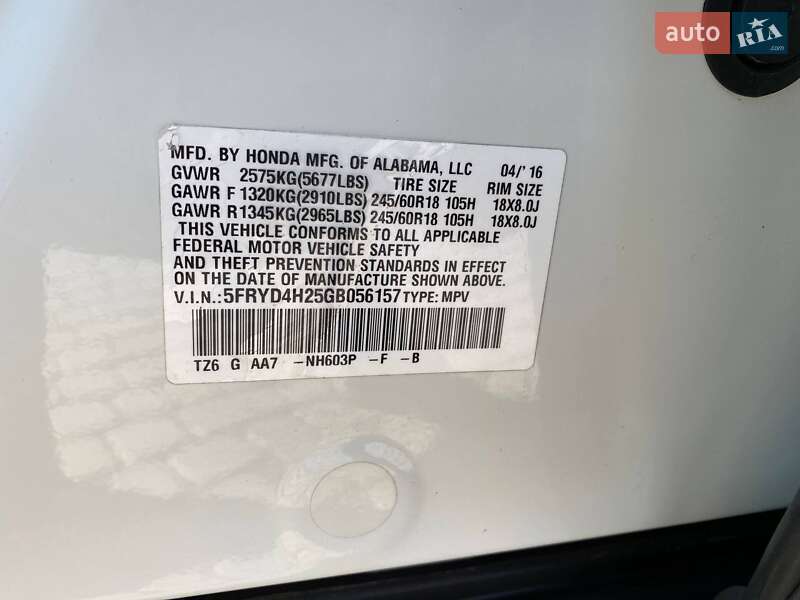 auto RIA .com
MFD. BY HONDA MFG. OF ALABAMA, LLC 04/'16
GVWR 2575KG(5677LBS) TIRE SIZE RIM SIZE
GAWR F 1320KG(2910LBS) 245/60R18 105H 18X8.0J
GAWR R1345KG(2965LBS) 245/60R18 105H 18X8.0J
THIS VEHICLE CONFORMS TO ALL APPLICABLE
FEDERAL MOTOR VEHICLE SAFETY
AND THEFT PREVENTION STANDARDS IN EFFECT
ON THE DATE OF MANUFACTURE SHOWN ABOVE.
V.I.N.:5FRYD4H25GB056157 TYPE: MPV
TZ6 G AA7 -NH603P -F -B